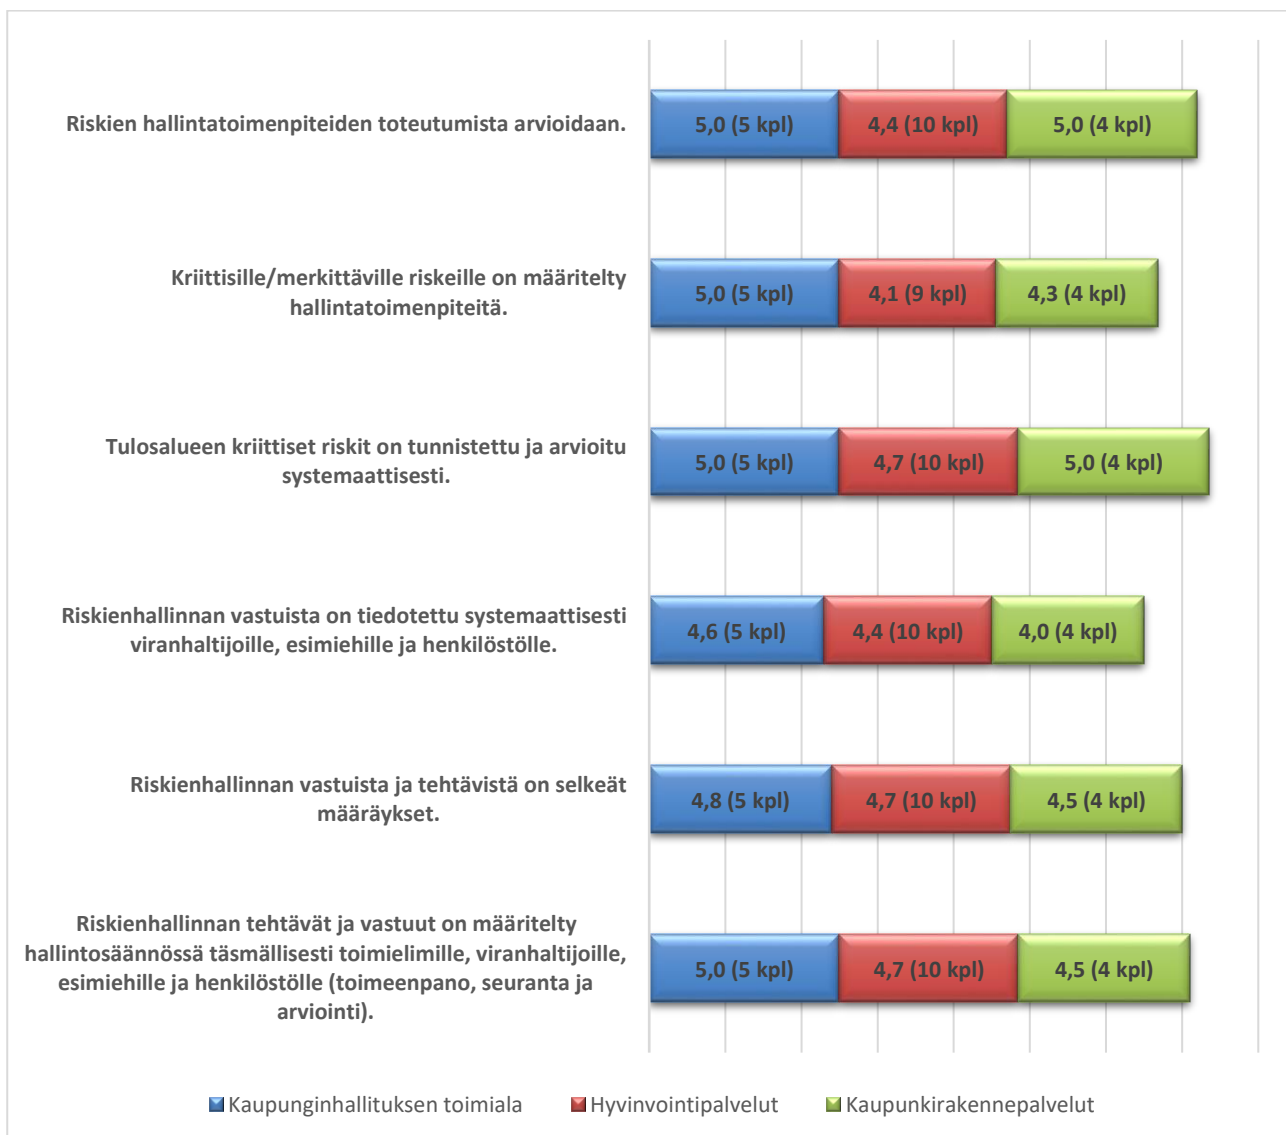 Riskien hallintatoimenpiteiden toteutumista arvioidaan.
5,0 (5 kpl) 4,4 (10 kpl) 5,0 (4 kpl)
Kriittisille/merkittäville riskeille on määritelty
hallintatoimenpiteitä.
5,0 (5 kpl) 4,1 (9 kpl) 4,3 (4 kpl)
Tulosalueen kriittiset riskit on tunnistettu ja arvioitu
systemaattisesti.
5,0 (5 kpl) 4,7 (10 kpl) 5,0 (4 kpl)
Riskienhallinnan vastuista on tiedotettu systemaattisesti
viranhaltijoille, esimiehille ja henkilöstölle.
4,6 (5 kpl) 4,4 (10 kpl) 4,0 (4 kpl)
Riskienhallinnan vastuista ja tehtävistä on selkeät
määräykset.
4,8 (5 kpl) 4,7 (10 kpl) 4,5 (4 kpl)
Riskienhallinnan tehtävät ja vastuut on määritelty
hallintosäännössä täsmällisesti toimielimille, viranhaltijoille,
esimiehille ja henkilöstölle (toimeenpano, seuranta ja
arviointi).
5,0 (5 kpl) 4,7 (10 kpl) 4,5 (4 kpl)
Kaupunginhallituksen toimiala Hyvinvointipalvelut Kaupunkirakennepalvelut